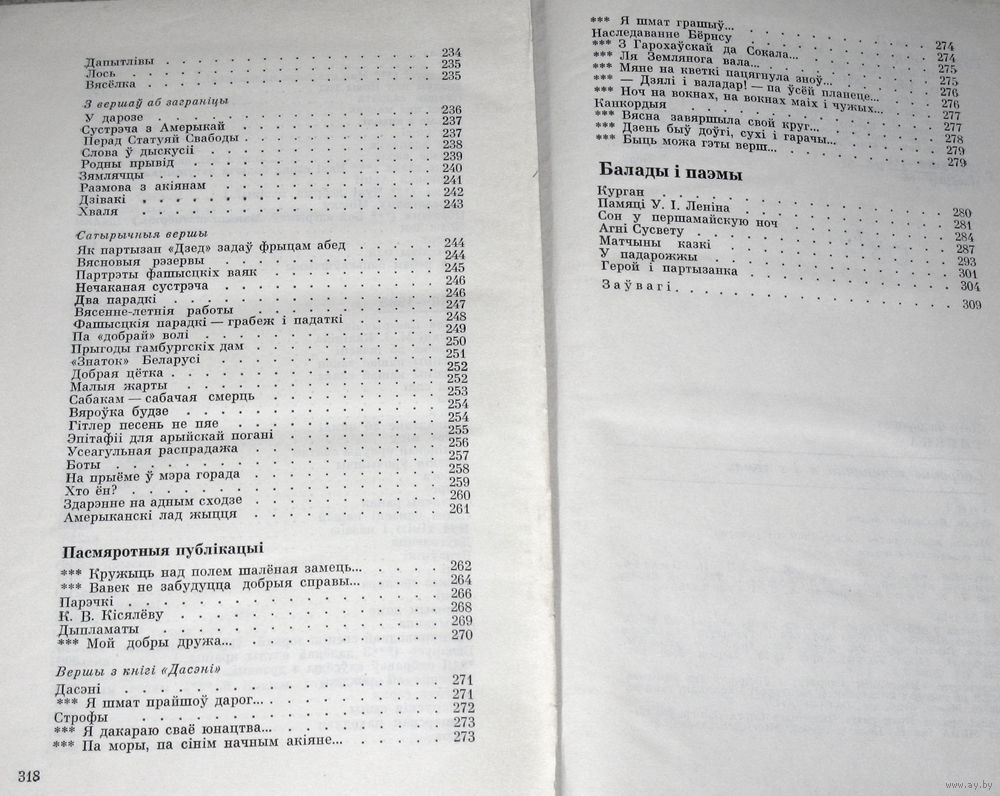 Дапытлівы . . . 234
Лось . . . 235
Вясёлка . . . 235
З вершаў аб заграніцы
У дарозе . . . 236
Сустрэча з Амерыкай . . . 237
Перад Статуяй Свабоды . . . 237
Слова ў дыскусіі . . . 238
Родны прывід . . . 239
Зямлячцы . . . 240
Размова з акіянам . . . 241
Дзівакі . . . 242
Хваля . . . 243
Сатырычныя вершы
Як партызан «Дзед» задаў фрыцам абед . . . 244
Вясновыя рэзервы . . . 244
Партрэты фашысцкіх ваяк . . . 245
Нечаканая сустрэча . . . 246
Два парадкі . . . 246
Вясенне-летнія работы . . . 247
Фашысцкія парадкі — грабеж і падаткі . . . 248
Па «добрай» волі . . . 249
Прыгоды гамбургскіх дам . . . 250
«Знаток» Беларусі . . . 251
Добрая цётка . . . 252
Малыя жарты . . . 252
Сабакам — сабачая смерць . . . 253
Вяроўка будзе . . . 254
Гітлер песень не пяе . . . 254
Эпітафіі для арыйскай погані . . . 255
Усеагульная распрадажа . . . 256
Боты . . . 257
На прыёме ў мэра горада . . . 258
Хто ён? . . . 259
Здарэнне на адным сходзе . . . 260
Амерыканскі лад жыцця . . . 261
Пасмяротныя публікацыі
*** Кружыць над полем шалёная замець... . . . 262
*** Вавек не забудуцца добрыя справы... . . . 264
Парэчкі . . . 266
К. В. Кісялёву . . . 268
Дыпламаты . . . 269
*** Мой добры дружа... . . . 270
Вершы з кнігі «Дасэні»
Дасэні . . . 271
*** Я шмат прайшоў дарог... . . . 271
Строфы . . . 272
*** Я дакараю сваё юнацтва... . . . 273
*** Па моры, па сінім начным акіяне... . . . 273
318
*** Я шмат грашыў... . . . 274
Наследаванне Бёрнсу . . . 274
*** З Гарохаўскай да Сокала... . . . 275
*** Ля Землянога вала... . . . 275
*** Мяне на кветкі пацягнула зноў... . . . 276
*** — Дзялі і валадар! — па ўсёй планеце... . . . 276
*** Ноч на вокнах, на вокнах маіх і чужых... . . . 277
Канкордыя . . . 277
*** Вясна завяршыла свой круг... . . . 278
*** Дзень быў доўгі, сухі і гарачы... . . . 279
*** Быць можа гэты верш... . . . 279
Балады і паэмы
Курган . . . 280
Памяці У. І. Леніна . . . 281
Сон у першамайскую ноч . . . 284
Агні Сусвету . . . 287
Матчыны казкі . . . 293
У падарожжы . . . 301
Герой і партызанка . . . 304
Заўвагі . . . 309
www.ay.by